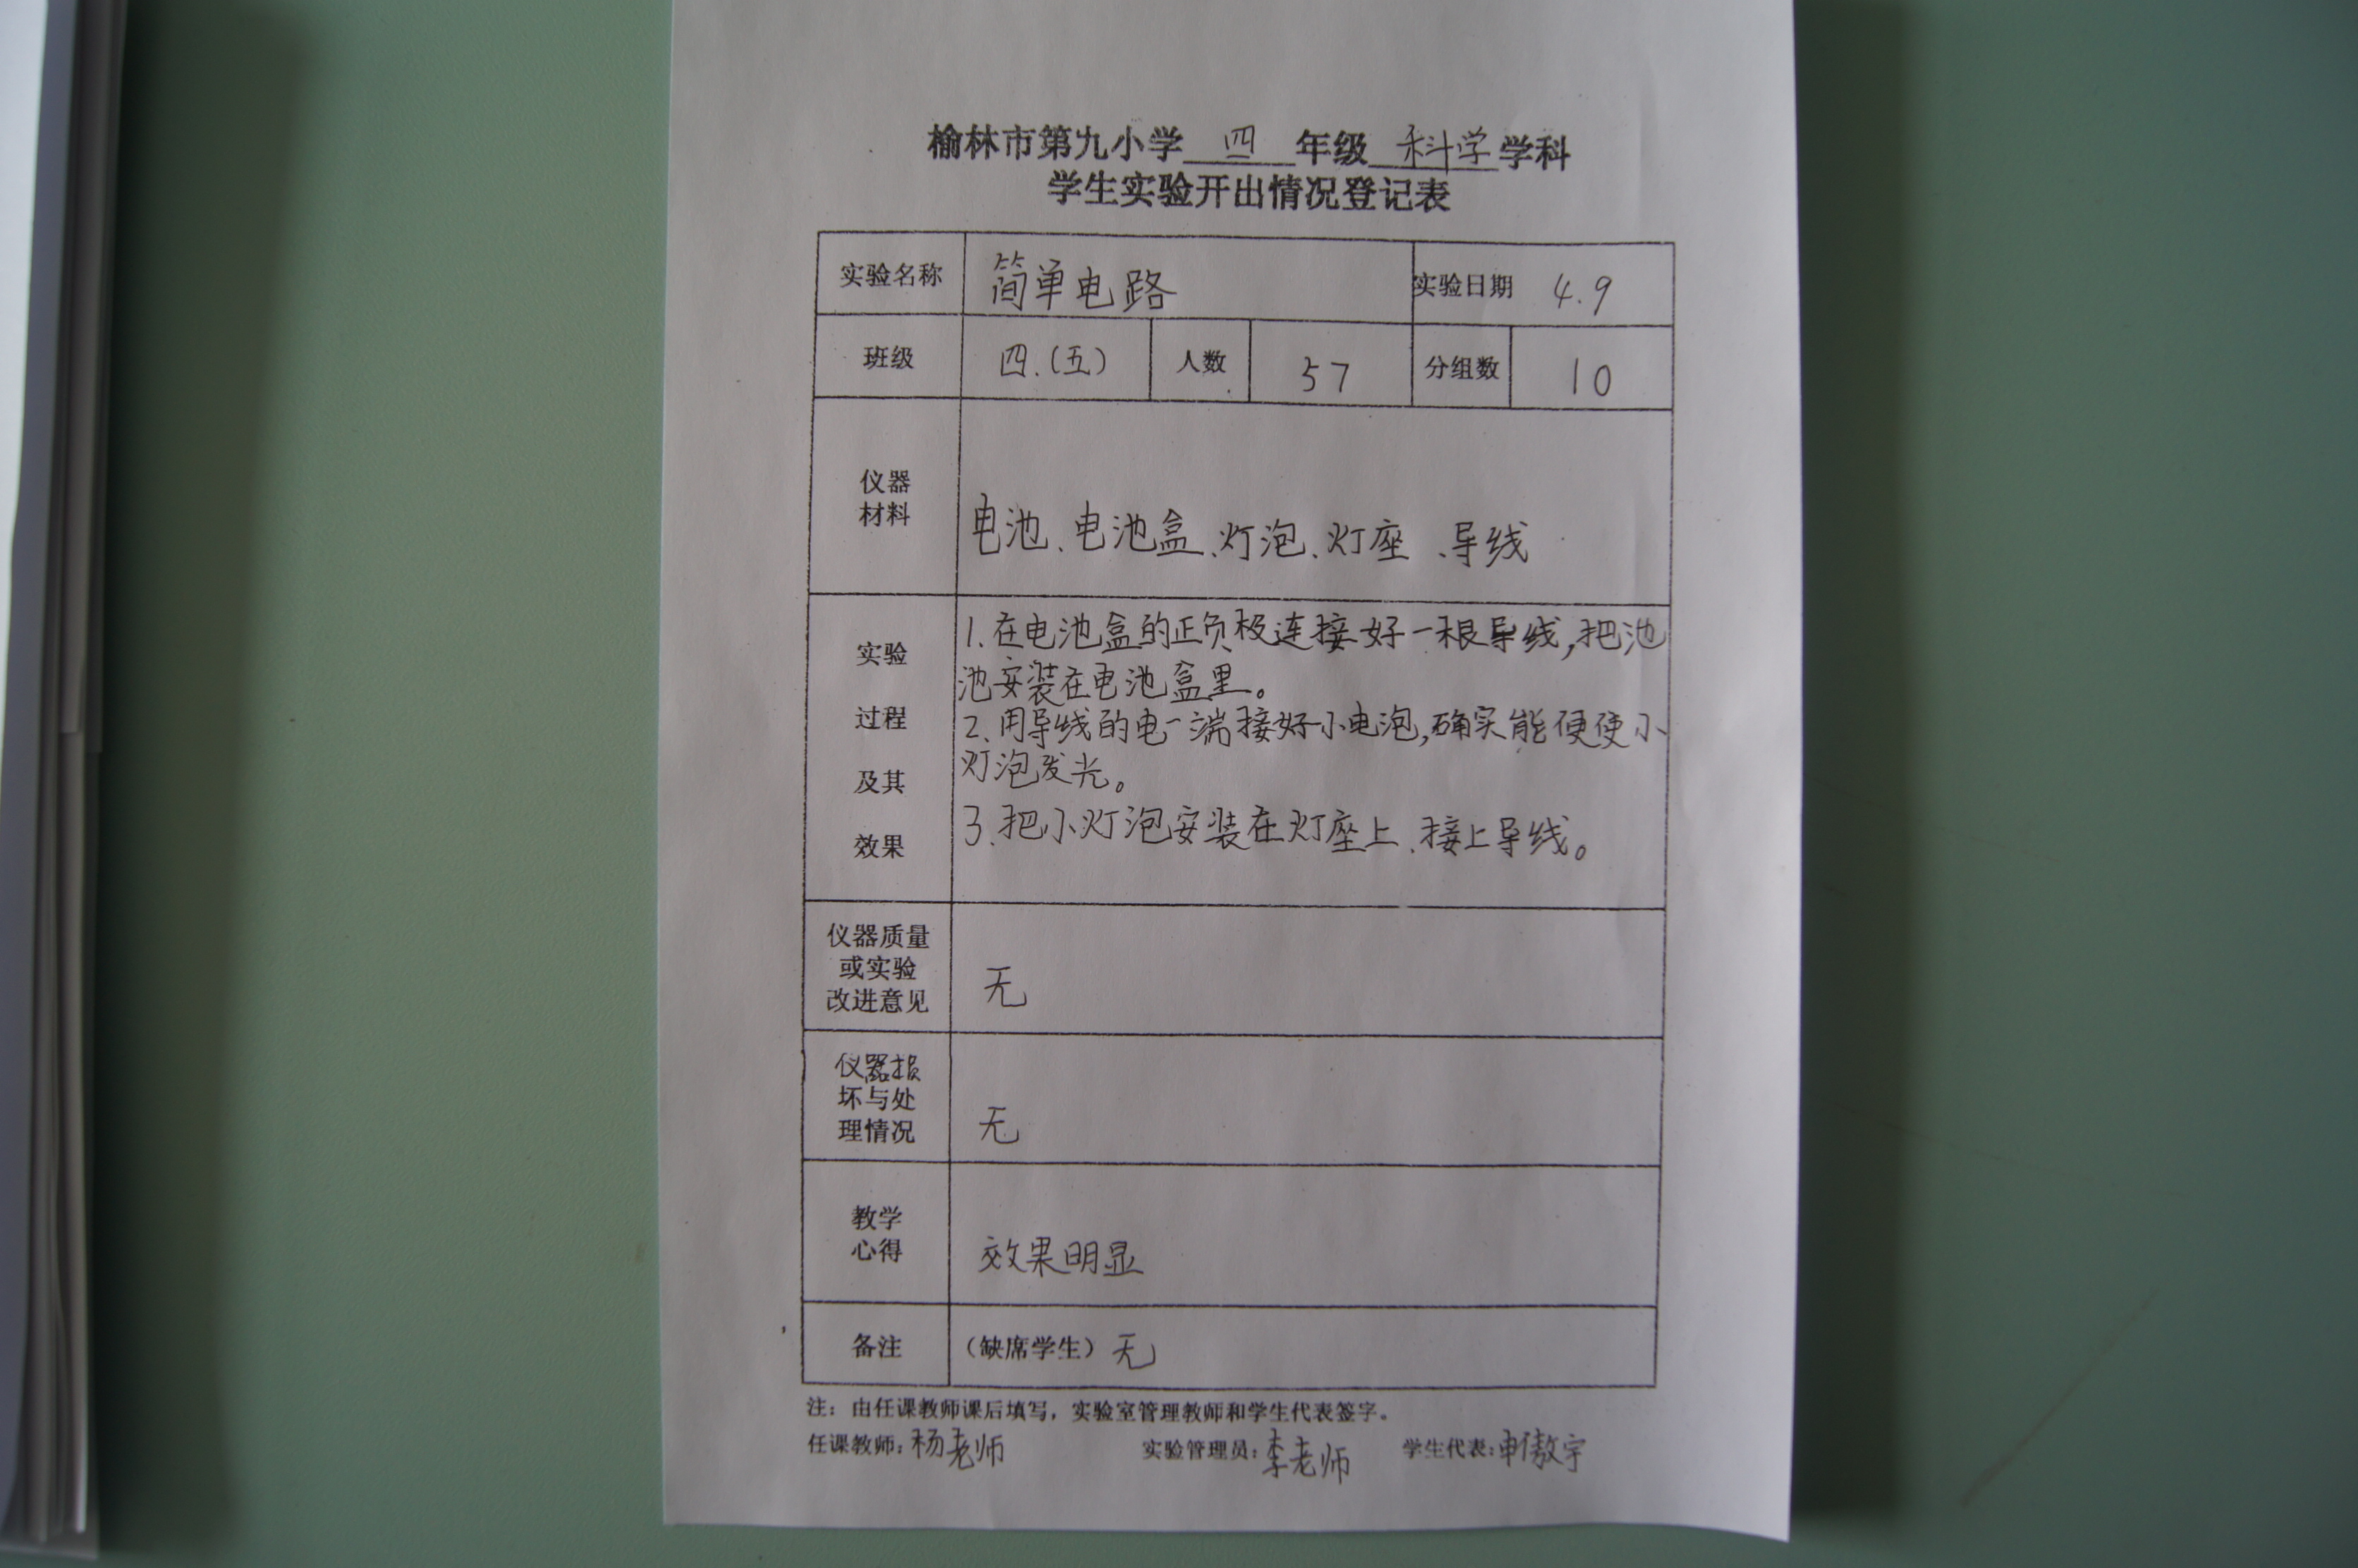 榆林市第九小学 四 年级 科学 学科
学生实验开出情况登记表
实验名称 简单电路 实验日期 4.9
班级 四.(五) 人数 57 分组数 10
仪器
材料
电池、电池盒、灯泡、灯座、导线
实验
过程
及其
效果
1.在电池盒的正负极连接好一根导线,把池
池安装在电池盒里。
2.用导线的电一端接好小电泡,确实能便使小
灯泡发光。
3.把小灯泡安装在灯座上、接上导线。
仪器质量
或实验
改进意见
无
仪器损
坏与处
理情况
无
教学
心得
效果明显
备注 (缺席学生) 无
注：由任课教师课后填写，实验室管理教师和学生代表签字。
任课教师：杨老师 实验管理员：李老师 学生代表：申傲宇